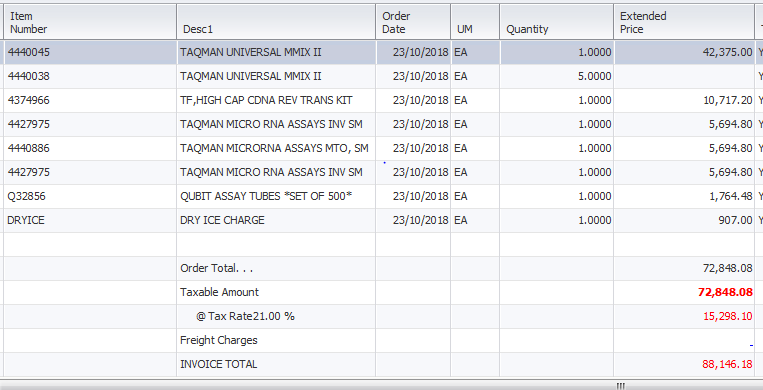 Item Number Desc1 Order Date UM Quantity Extended Price
4440045 TAQMAN UNIVERSAL MMIX II 23/10/2018 EA 1.0000 42,375.00
4440038 TAQMAN UNIVERSAL MMIX II 23/10/2018 EA 5.0000
4374966 TF,HIGH CAP CDNA REV TRANS KIT 23/10/2018 EA 1.0000 10,717.20 Y
4427975 TAQMAN MICRO RNA ASSAYS INV SM 23/10/2018 EA 1.0000 5,694.80 Y
4440886 TAQMAN MICRORNA ASSAYS MTO, SM 23/10/2018 EA 1.0000 5,694.80 Y
4427975 TAQMAN MICRO RNA ASSAYS INV SM 23/10/2018 EA 1.0000 5,694.80 Y
Q32856 QUBIT ASSAY TUBES *SET OF 500* 23/10/2018 EA 1.0000 1,764.48 Y
DRYICE DRY ICE CHARGE 23/10/2018 EA 1.0000 907.00 Y
Order Total. . . 72,848.08
Taxable Amount 72,848.08
@ Tax Rate21.00 % 15,298.10
Freight Charges -
INVOICE TOTAL 88,146.18